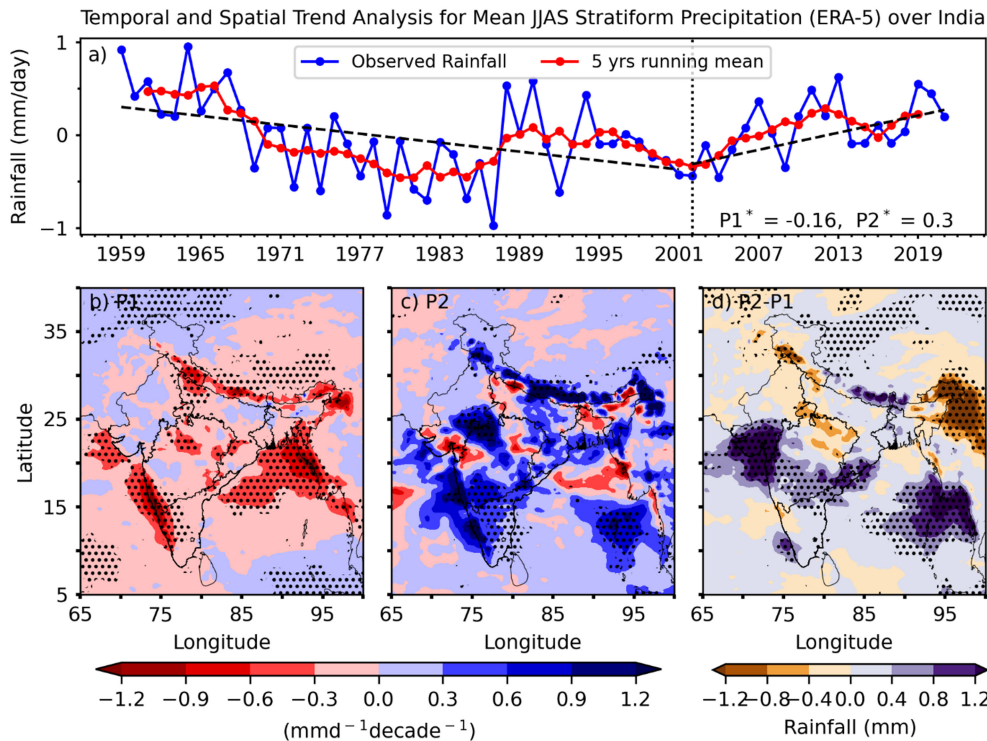 Temporal and Spatial Trend Analysis for Mean JJAS Stratiform Precipitation (ERA-5) over India
a)
Observed Rainfall 5 yrs running mean
Rainfall (mm/day)
1
0
−1
P1* = -0.16, P2* = 0.3
1959 1965 1971 1977 1983 1989 1995 2001 2007 2013 2019
b) P1 c) P2 d) P2-P1
Latitude
35
30
25
20
15
10
5
65 75 85 95 65 75 85 95 65 75 85 95
Longitude Longitude Longitude
−1.2 −0.9 −0.6 −0.3 0.0 0.3 0.6 0.9 1.2 −1.2 −0.8 −0.4 0.0 0.4 0.8 1.2
(mmd⁻¹decade⁻¹) Rainfall (mm)